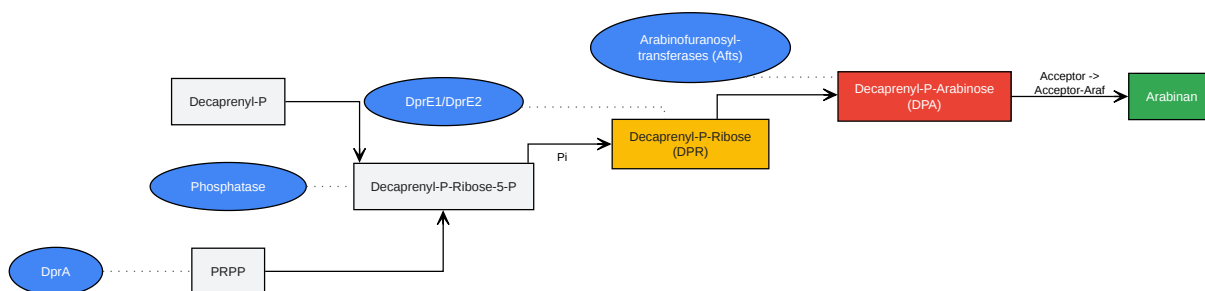 Arabinofuranosyl-
transferases (Afts)
Decaprenyl-P
DprE1/DprE2
Decaprenyl-P-Arabinose
(DPA)
Acceptor ->
Acceptor-Araf
Arabinan
Decaprenyl-P-Ribose
(DPR)
Pi
Phosphatase
Decaprenyl-P-Ribose-5-P
DprA
PRPP